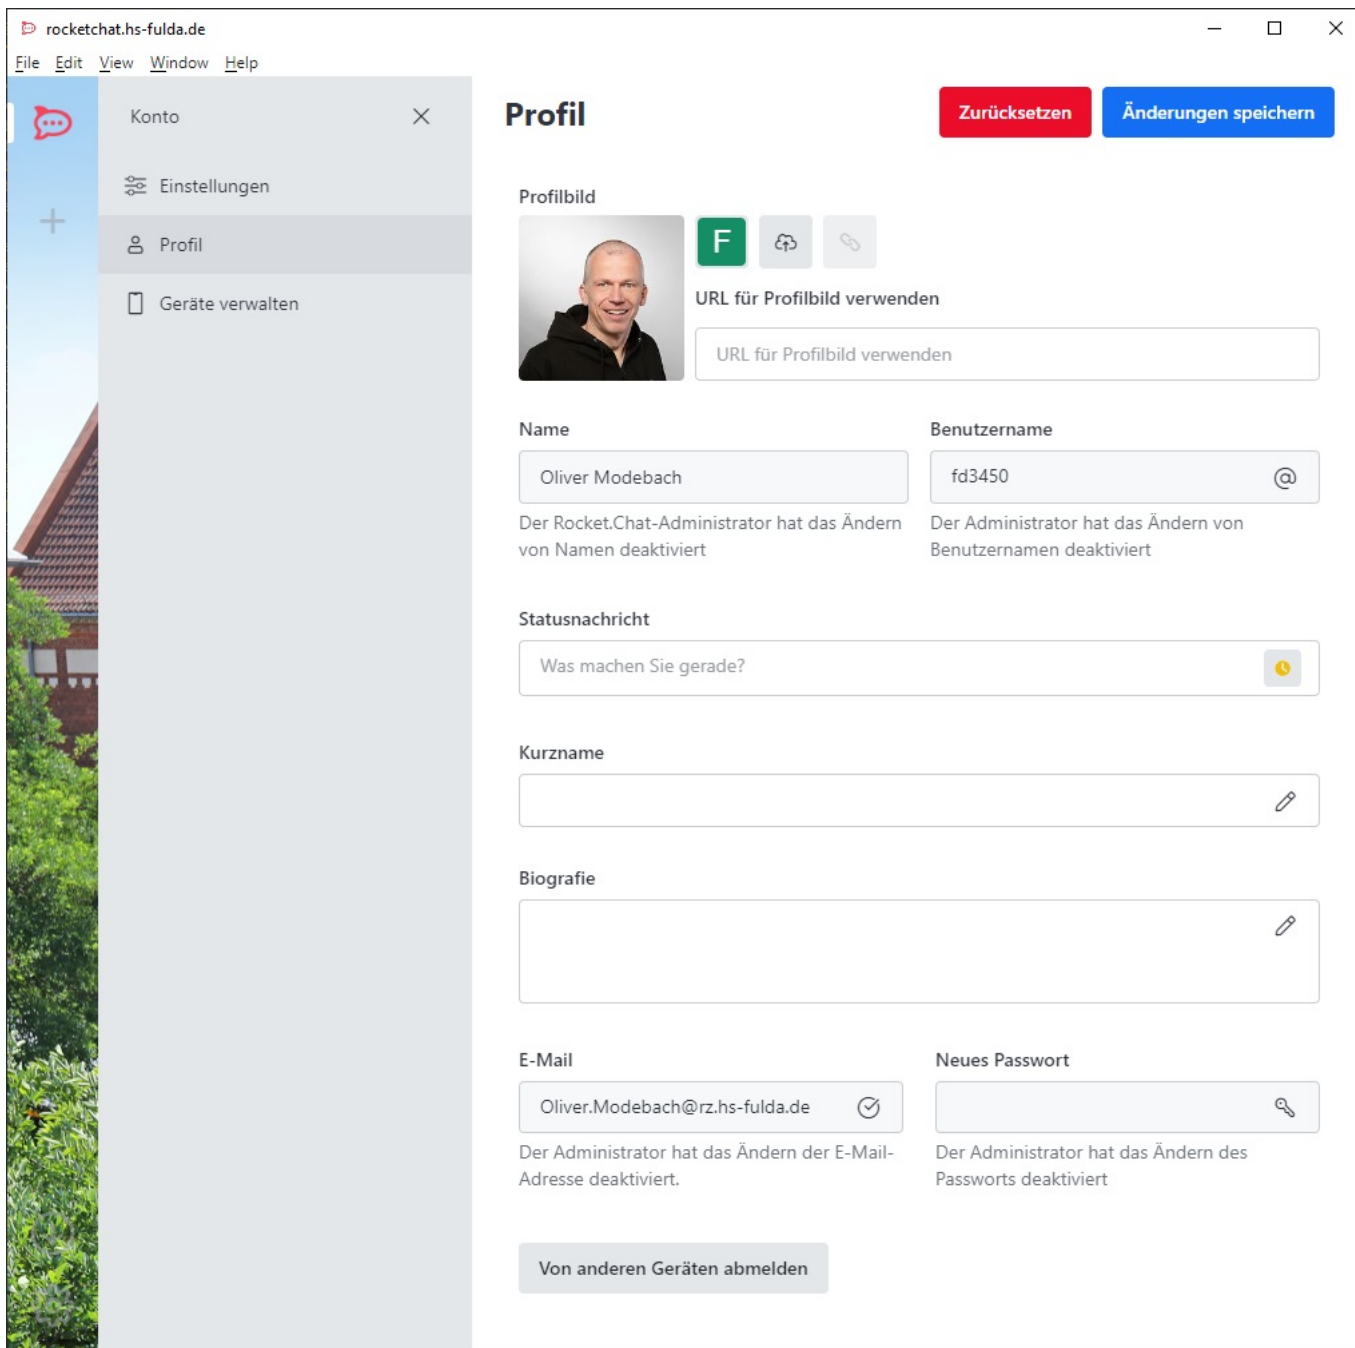 rocketchat.hs-fulda.de
File Edit View Window Help
Konto
Einstellungen
Profil
Geräte verwalten
Profil
Zurücksetzen
Änderungen speichern
Profilbild
F
URL für Profilbild verwenden
URL für Profilbild verwenden
Name
Oliver Modebach
Der Rocket.Chat-Administrator hat das Ändern
von Namen deaktiviert
Benutzername
fd3450
@
Der Administrator hat das Ändern von
Benutzernamen deaktiviert
Statusnachricht
Was machen Sie gerade?
Kurzname
Biografie
E-Mail
Oliver.Modebach@rz.hs-fulda.de
Der Administrator hat das Ändern der E-Mail-
Adresse deaktiviert.
Neues Passwort
Der Administrator hat das Ändern des
Passworts deaktiviert
Von anderen Geräten abmelden